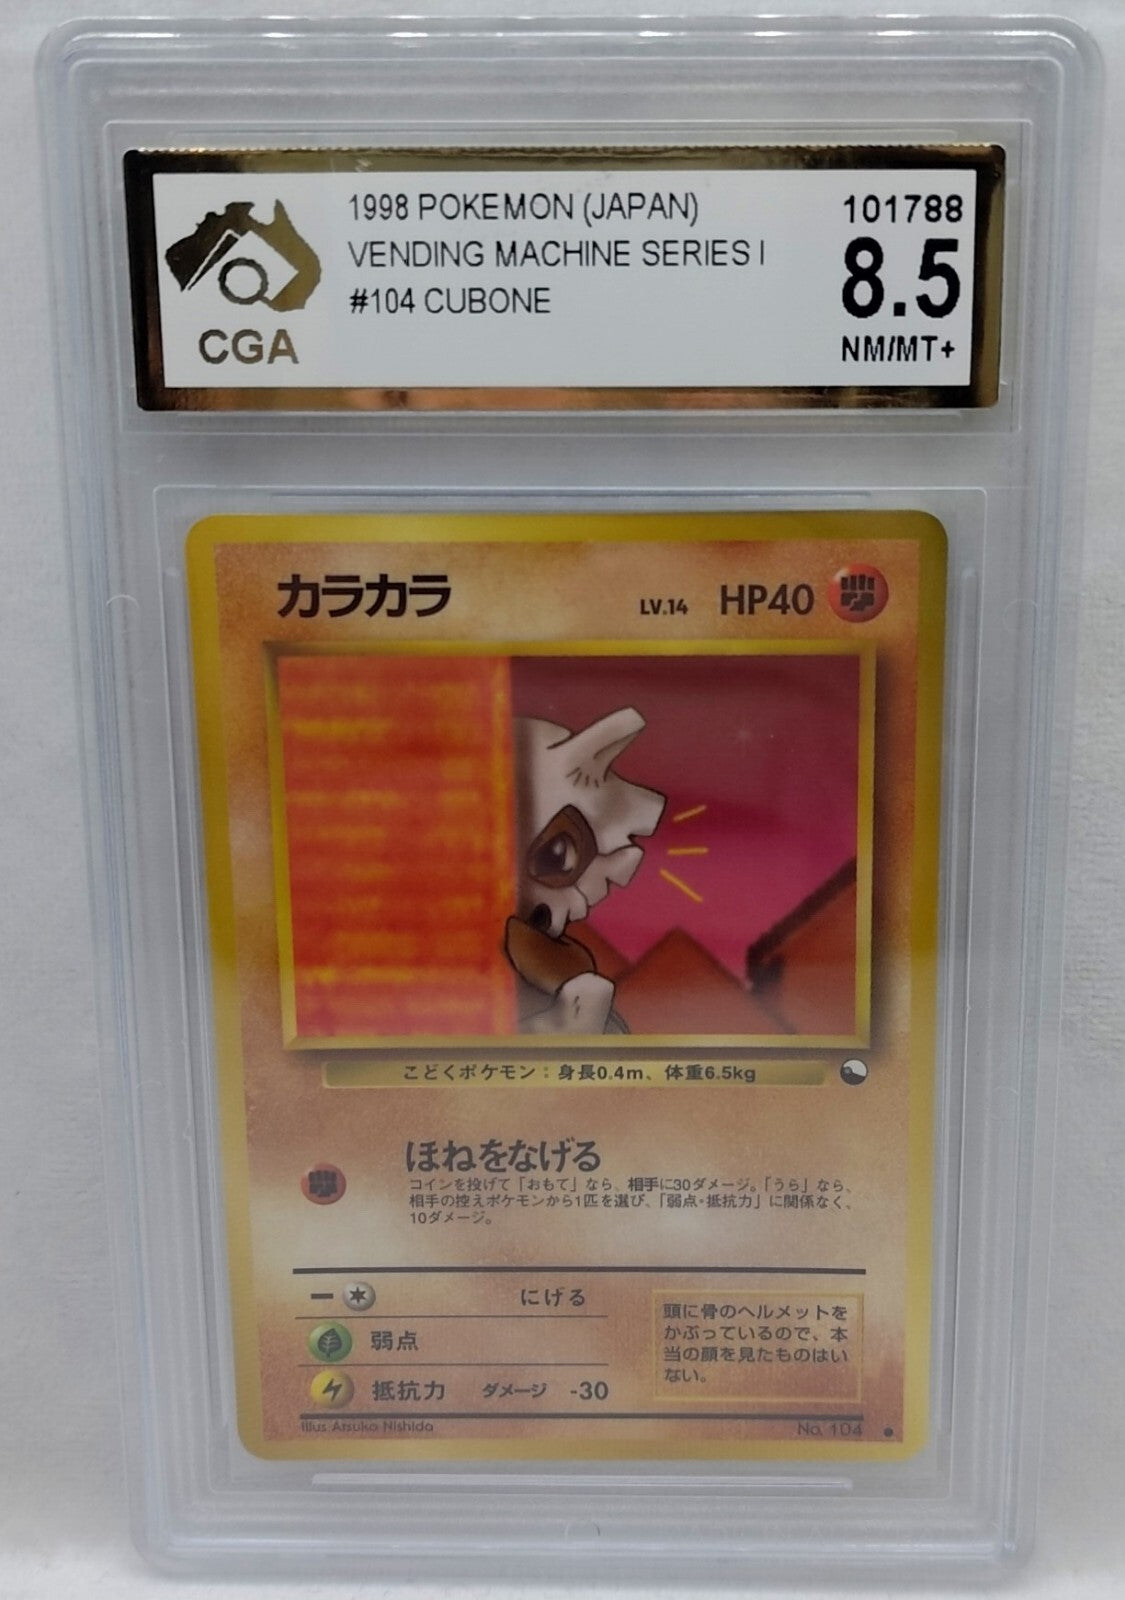 1998 POKEMON (JAPAN)
VENDING MACHINE SERIES I
#104 CUBONE
101788
8.5
NM/MT+
CGA
カラカラ LV.14 HP40
こどくポケモン：身長0.4m、体重6.5kg
ほねをなげる
コインを投げて「おもて」なら、相手に30ダメージ。「うら」なら、
相手の控えポケモンから1匹を選び、「弱点・抵抗力」に関係なく、
10ダメージ。
にげる
弱点
抵抗力 ダメージ -30
頭に骨のヘルメットを
かぶっているので、本
当の顔を見たものはい
ない。
Illus Atsuko Nishida
No. 104